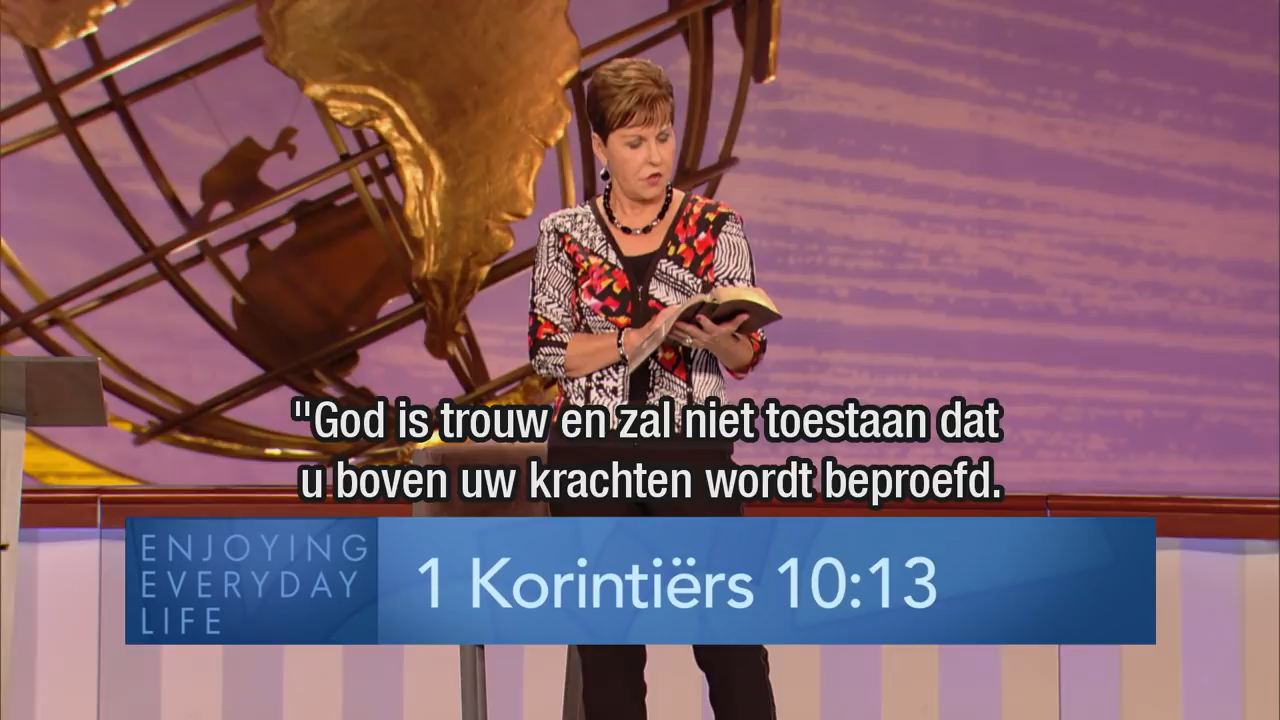 "God is trouw en zal niet toestaan dat
u boven uw krachten wordt beproefd.
ENJOYING
EVERYDAY
LIFE
1 Korintiërs 10:13